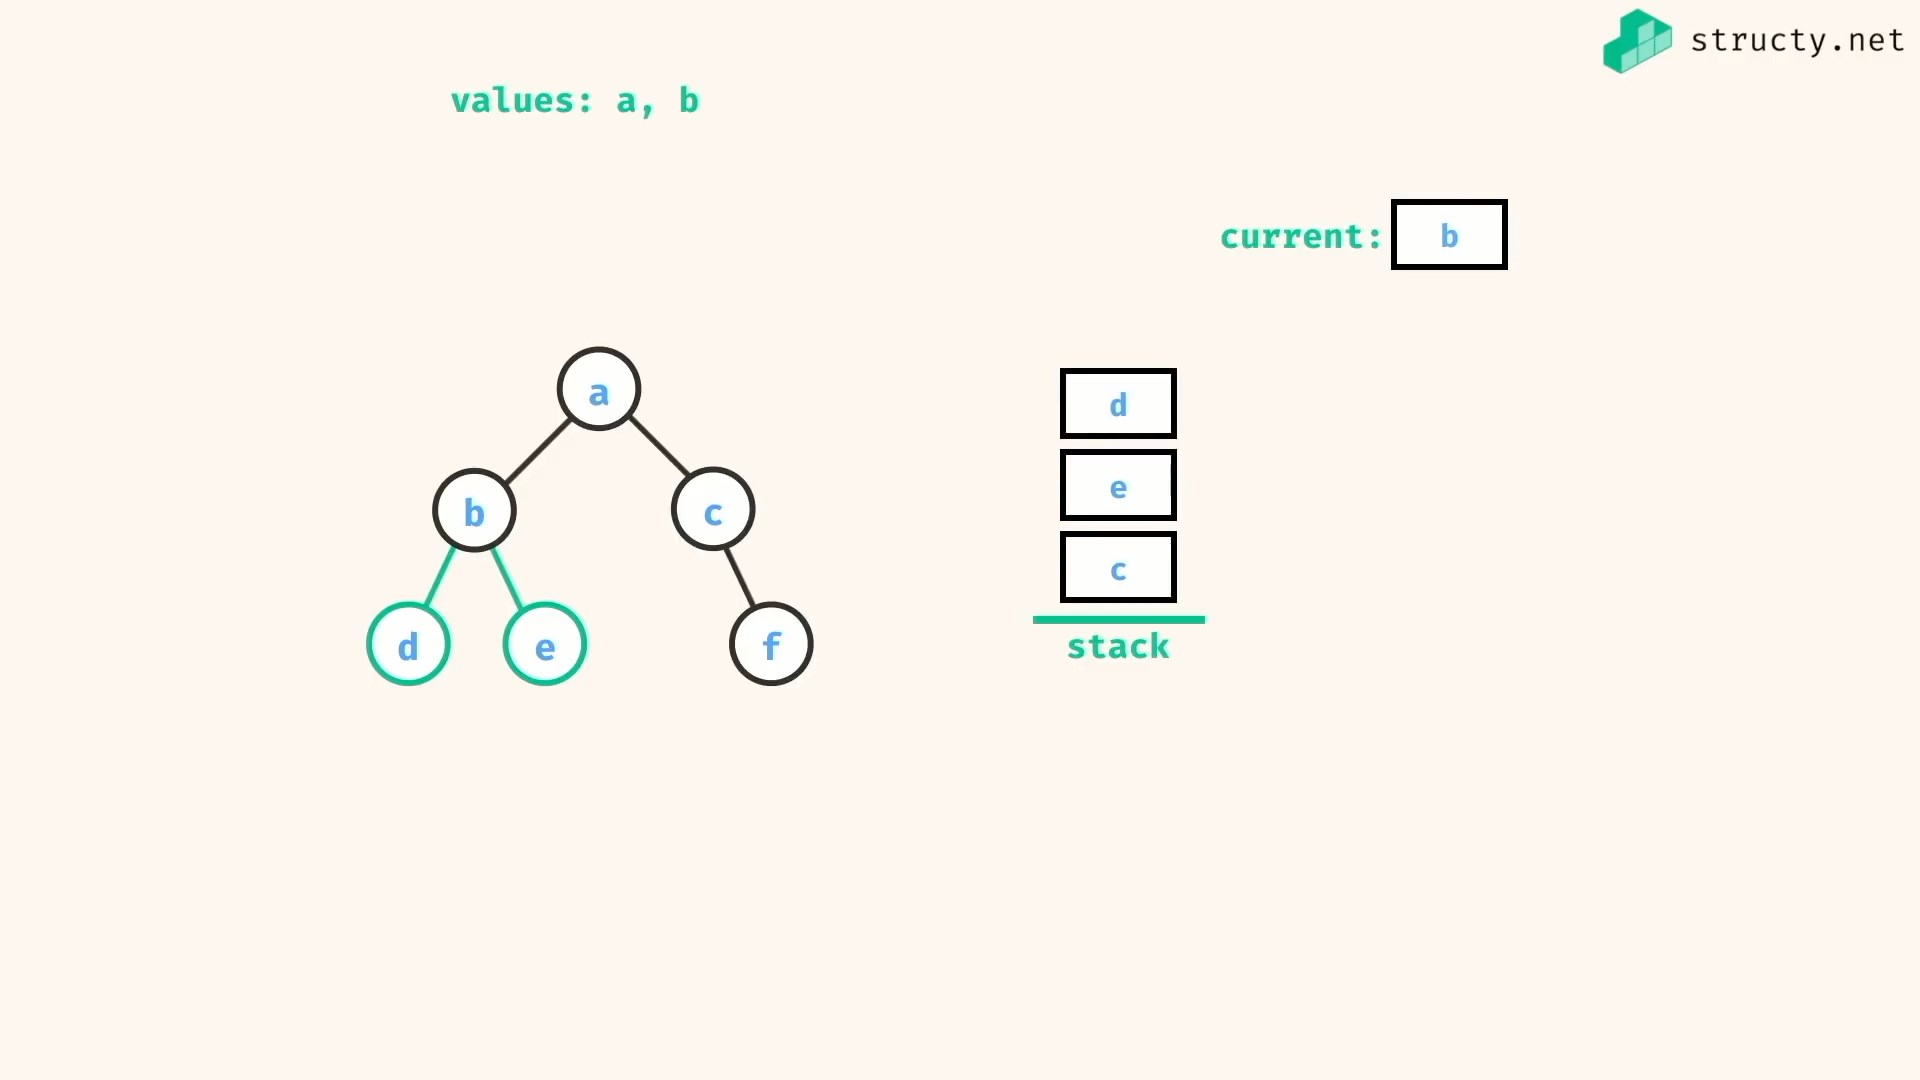 structy.net
values: a, b
current: b
a
b
c
d
e
f
d
e
c
stack